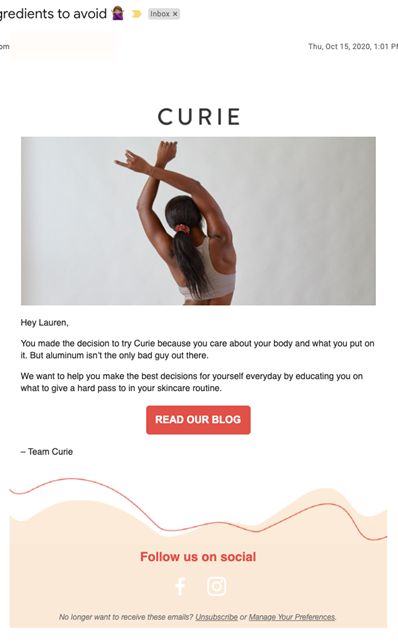 gredients to avoid 🤷🏾‍♀️ Inbox ×
om Thu, Oct 15, 2020, 1:01 PM
CURIE
Hey Lauren,
You made the decision to try Curie because you care about your body and what you put on
it. But aluminum isn't the only bad guy out there.
We want to help you make the best decisions for yourself everyday by educating you on
what to give a hard pass to in your skincare routine.
READ OUR BLOG
– Team Curie
Follow us on social
No longer want to receive these emails? Unsubscribe or Manage Your Preferences.